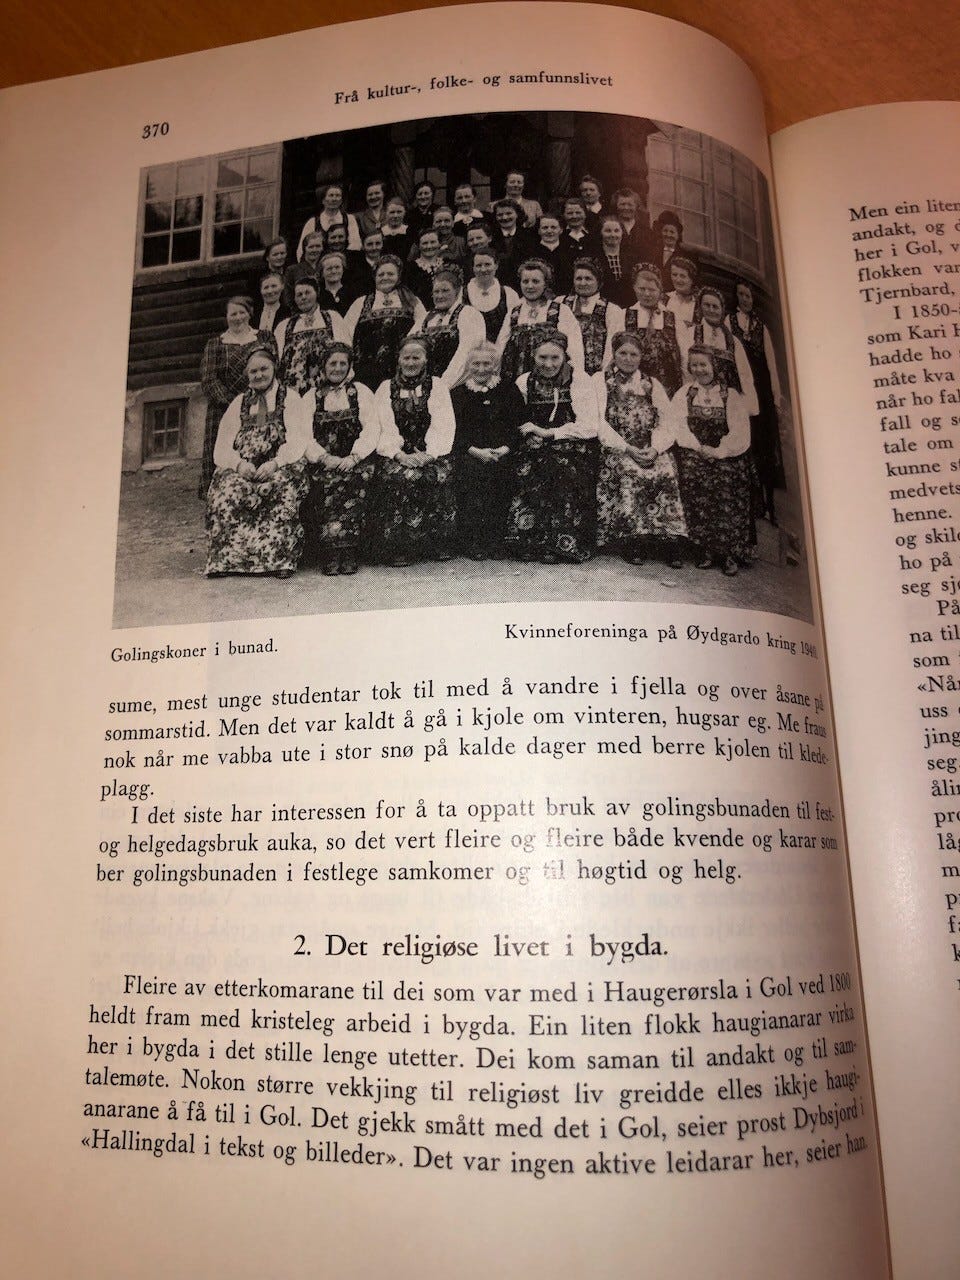 Frå kultur-, folke- og samfunnslivet
370
Golingskoner i bunad.
Kvinneforeninga på Øydgardo kring 1940.
sume, mest unge studentar tok til med å vandre i fjella og over åsane på
sommarstid. Men det var kaldt å gå i kjole om vinteren, hugsar eg. Me fraus
nok når me vabba ute i stor snø på kalde dager med berre kjolen til klede-
plagg.
I det siste har interessen for å ta oppatt bruk av golingsbunaden til fest-
og helgedagsbruk auka, so det vert fleire og fleire både kvende og karar som
ber golingsbunaden i festlege samkomer og til høgtid og helg.
2. Det religiøse livet i bygda.
Fleire av etterkomarane til dei som var med i Haugerørsla i Gol ved 1800
heldt fram med kristeleg arbeid i bygda. Ein liten flokk haugianarar virka
her i bygda i det stille lenge utetter. Dei kom saman til andakt og til sam-
talemøte. Nokon større vekkjing til religiøst liv greidde elles ikkje haugi-
anarane å få til i Gol. Det gjekk smått med det i Gol, seier prost Dybsjord i
«Hallingdal i tekst og billeder». Det var ingen aktive leidarar her, seier han.
Men ein liten
andakt, og
her i Gol,
flokken var
Tjernbard,
I 1850-
som Kari
hadde ho
måte kva
når ho
fall og
tale om
kunne
medvets
henne.
og
ho på
seg
På
na til
som
uss
seg.